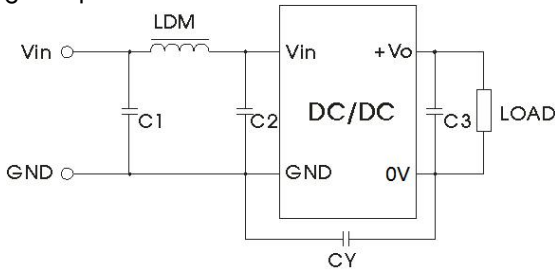 LDM
Vin Vin +Vo
C1 C2 DC/DC C3 LOAD
GND GND 0V
CY